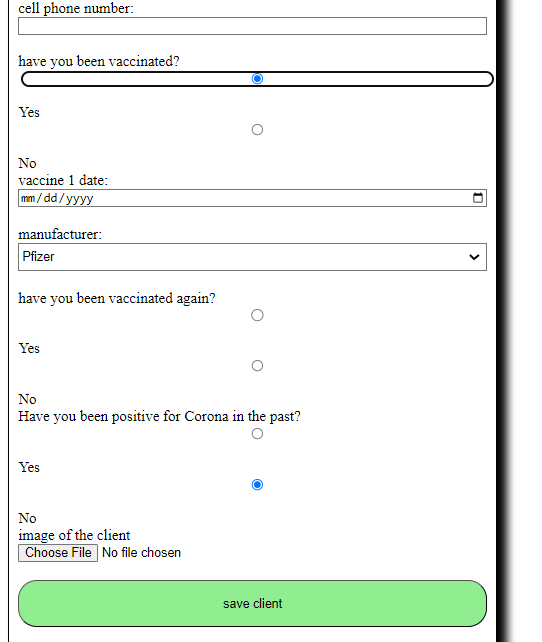 cell phone number:
have you been vaccinated?
Yes
No
vaccine 1 date:
mm/dd/yyyy
manufacturer:
Pfizer
have you been vaccinated again?
Yes
No
Have you been positive for Corona in the past?
Yes
No
image of the client
Choose File No file chosen
save client